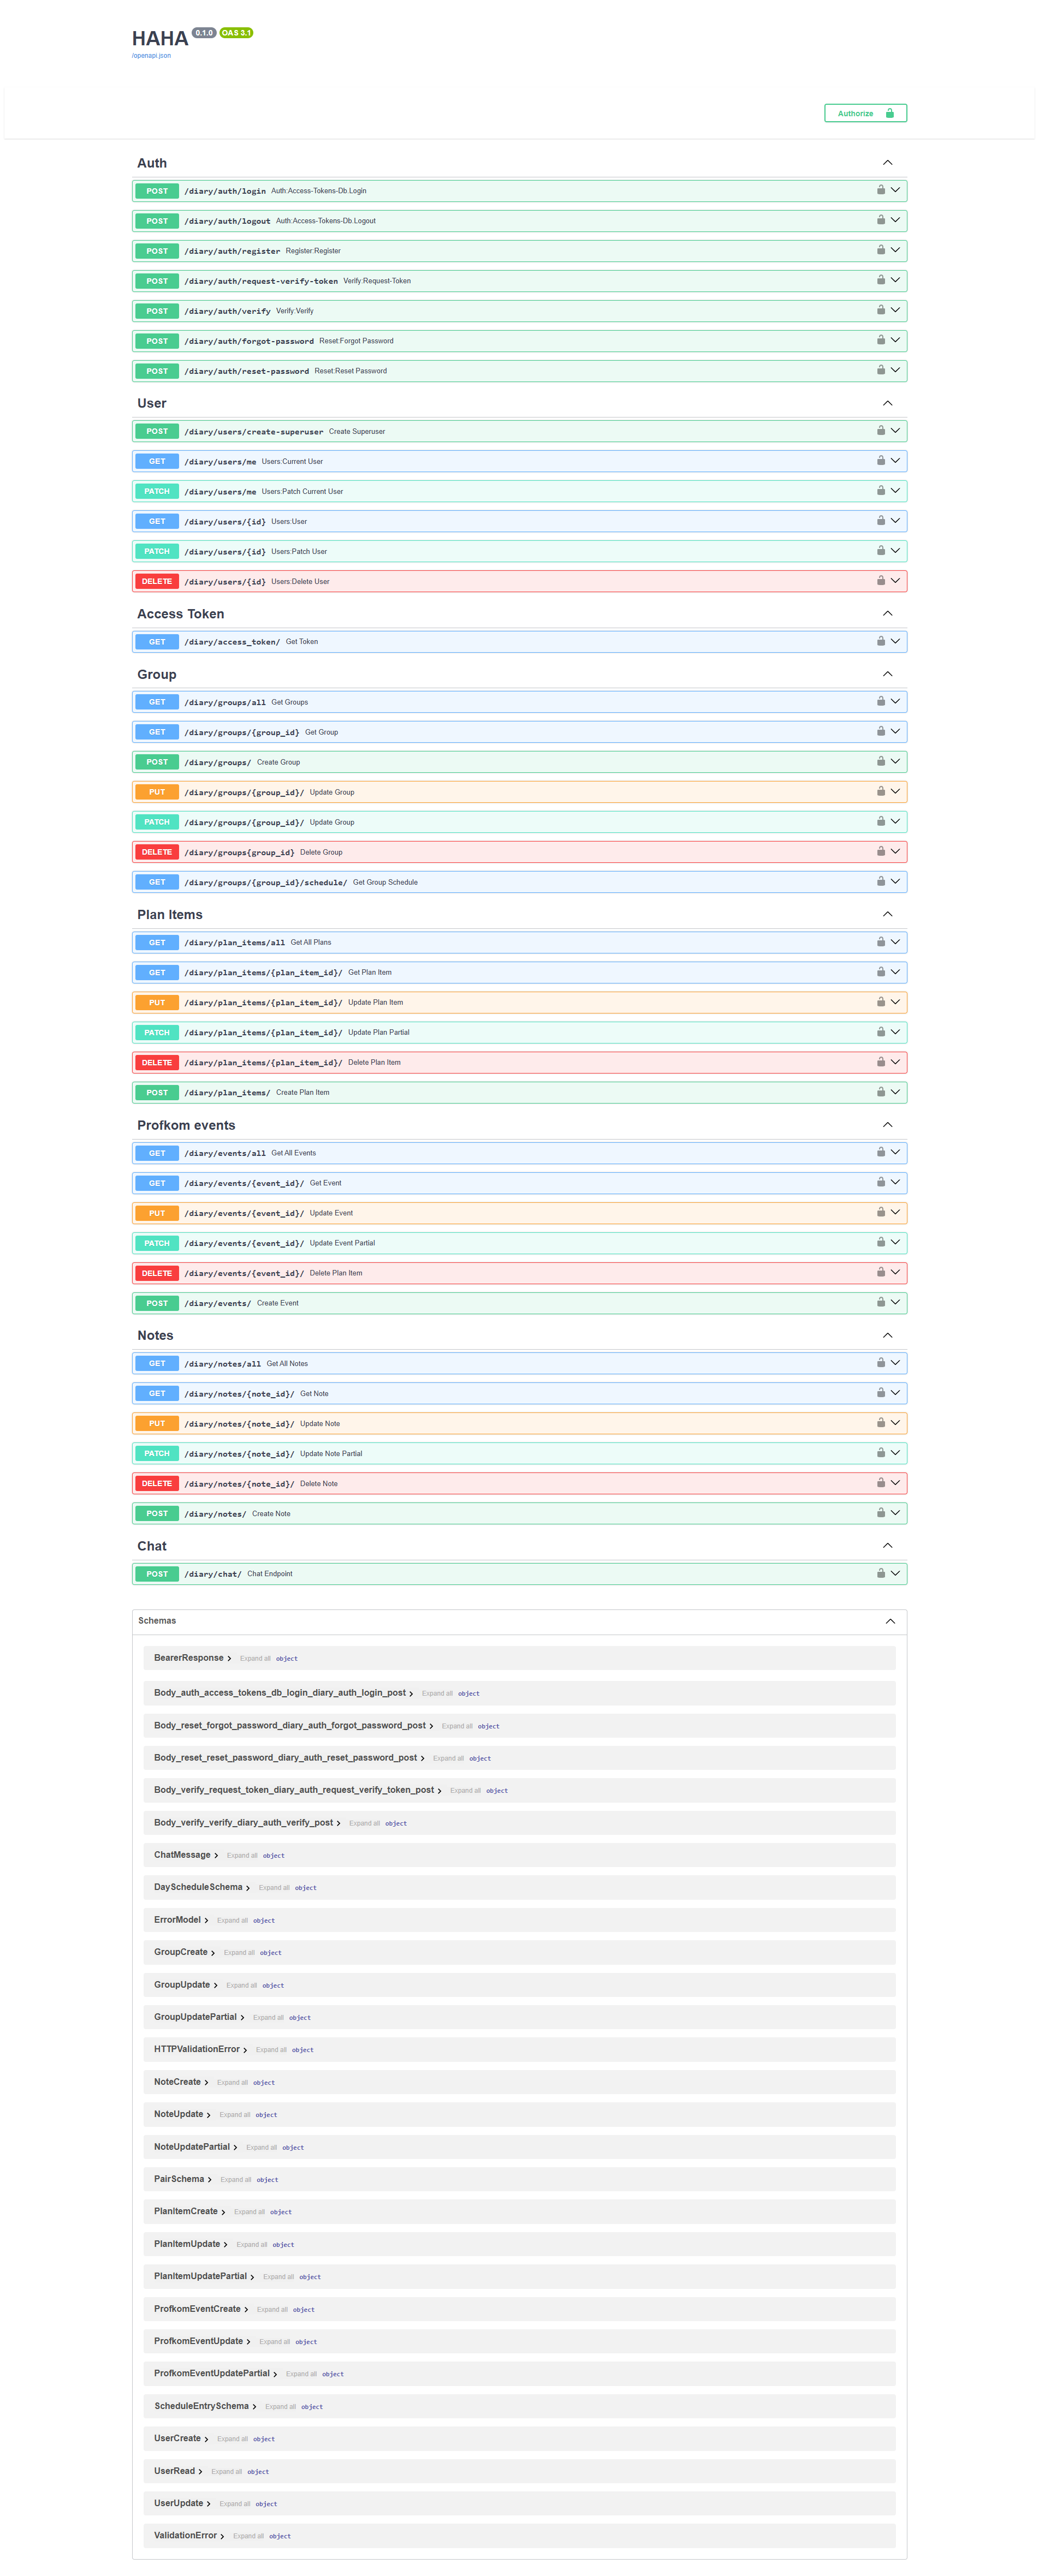 HAHA 0.1.0 OAS 3.1
/openapi.json
Authorize
Auth
POST /diary/auth/login Auth:Access-Tokens-Db.Login
POST /diary/auth/logout Auth:Access-Tokens-Db.Logout
POST /diary/auth/register Register:Register
POST /diary/auth/request-verify-token Verify:Request-Token
POST /diary/auth/verify Verify:Verify
POST /diary/auth/forgot-password Reset:Forgot Password
POST /diary/auth/reset-password Reset:Reset Password
User
POST /diary/users/create-superuser Create Superuser
GET /diary/users/me Users:Current User
PATCH /diary/users/me Users:Patch Current User
GET /diary/users/{id} Users:User
PATCH /diary/users/{id} Users:Patch User
DELETE /diary/users/{id} Users:Delete User
Access Token
GET /diary/access_token/ Get Token
Group
GET /diary/groups/all Get Groups
GET /diary/groups/{group_id} Get Group
POST /diary/groups/ Create Group
PUT /diary/groups/{group_id}/ Update Group
PATCH /diary/groups/{group_id}/ Update Group
DELETE /diary/groups{group_id} Delete Group
GET /diary/groups/{group_id}/schedule/ Get Group Schedule
Plan Items
GET /diary/plan_items/all Get All Plans
GET /diary/plan_items/{plan_item_id}/ Get Plan Item
PUT /diary/plan_items/{plan_item_id}/ Update Plan Item
PATCH /diary/plan_items/{plan_item_id}/ Update Plan Partial
DELETE /diary/plan_items/{plan_item_id}/ Delete Plan Item
POST /diary/plan_items/ Create Plan Item
Profkom events
GET /diary/events/all Get All Events
GET /diary/events/{event_id}/ Get Event
PUT /diary/events/{event_id}/ Update Event
PATCH /diary/events/{event_id}/ Update Event Partial
DELETE /diary/events/{event_id}/ Delete Plan Item
POST /diary/events/ Create Event
Notes
GET /diary/notes/all Get All Notes
GET /diary/notes/{note_id}/ Get Note
PUT /diary/notes/{note_id}/ Update Note
PATCH /diary/notes/{note_id}/ Update Note Partial
DELETE /diary/notes/{note_id}/ Delete Note
POST /diary/notes/ Create Note
Chat
POST /diary/chat/ Chat Endpoint
Schemas
BearerResponse Expand all object
Body_auth_access_tokens_db_login_diary_auth_login_post Expand all object
Body_reset_forgot_password_diary_auth_forgot_password_post Expand all object
Body_reset_reset_password_diary_auth_reset_password_post Expand all object
Body_verify_request_token_diary_auth_request_verify_token_post Expand all object
Body_verify_verify_diary_auth_verify_post Expand all object
ChatMessage Expand all object
DayScheduleSchema Expand all object
ErrorModel Expand all object
GroupCreate Expand all object
GroupUpdate Expand all object
GroupUpdatePartial Expand all object
HTTPValidationError Expand all object
NoteCreate Expand all object
NoteUpdate Expand all object
NoteUpdatePartial Expand all object
PairSchema Expand all object
PlanItemCreate Expand all object
PlanItemUpdate Expand all object
PlanItemUpdatePartial Expand all object
ProfkomEventCreate Expand all object
ProfkomEventUpdate Expand all object
ProfkomEventUpdatePartial Expand all object
ScheduleEntrySchema Expand all object
UserCreate Expand all object
UserRead Expand all object
UserUpdate Expand all object
ValidationError Expand all object